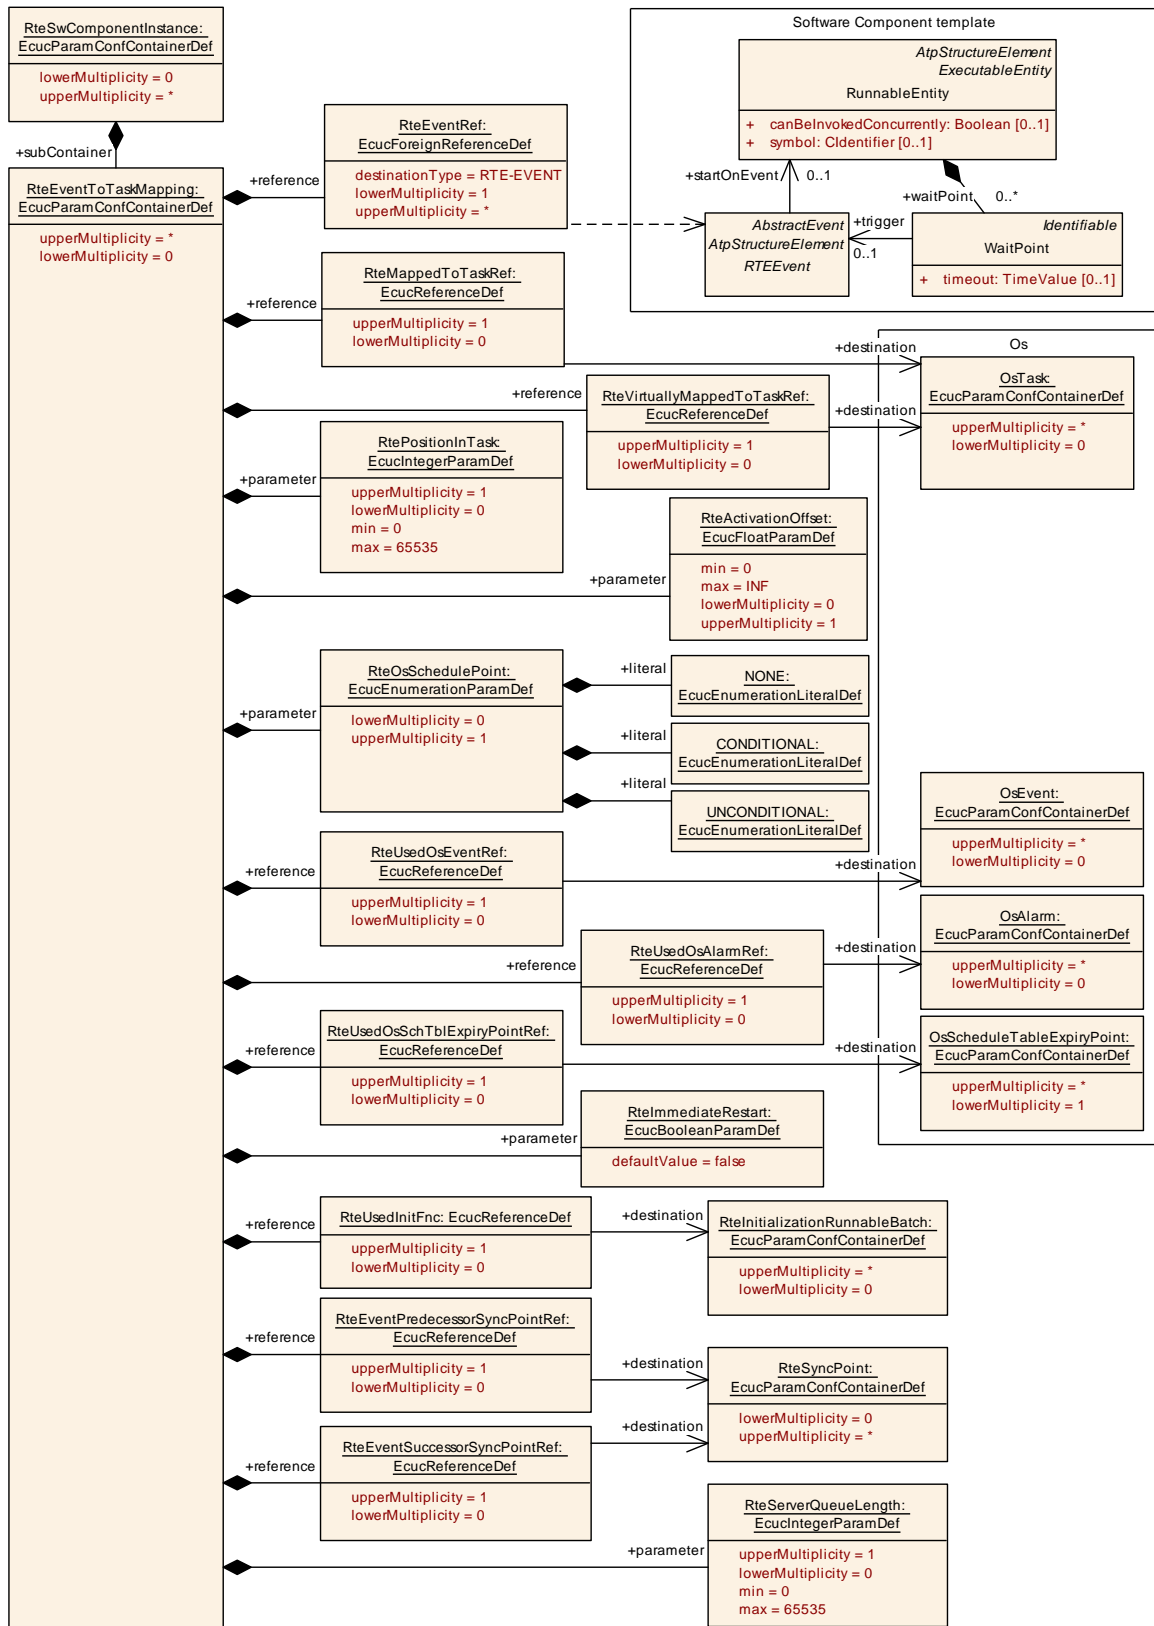 RteSwComponentInstance:
EcucParamConfContainerDef
lowerMultiplicity = 0
upperMultiplicity = *
+subContainer
RteEventToTaskMapping:
EcucParamConfContainerDef
upperMultiplicity = *
lowerMultiplicity = 0
Software Component template
AtpStructureElement
ExecutableEntity
RunnableEntity
+ canBeInvokedConcurrently: Boolean [0..1]
+ symbol: CIdentifier [0..1]
+startOnEvent
0..1
+waitPoint
0..*
AbstractEvent
AtpStructureElement
RTEEvent
+trigger
0..1
Identifiable
WaitPoint
+ timeout: TimeValue [0..1]
+reference
RteEventRef:
EcucForeignReferenceDef
destinationType = RTE-EVENT
lowerMultiplicity = 1
upperMultiplicity = *
+reference
RteMappedToTaskRef:
EcucReferenceDef
upperMultiplicity = 1
lowerMultiplicity = 0
+destination
Os
OsTask:
EcucParamConfContainerDef
upperMultiplicity = *
lowerMultiplicity = 0
+reference
RteVirtuallyMappedToTaskRef:
EcucReferenceDef
upperMultiplicity = 1
lowerMultiplicity = 0
+destination
+parameter
RtePositionInTask:
EcucIntegerParamDef
upperMultiplicity = 1
lowerMultiplicity = 0
min = 0
max = 65535
+parameter
RteActivationOffset:
EcucFloatParamDef
min = 0
max = INF
lowerMultiplicity = 0
upperMultiplicity = 1
+parameter
RteOsSchedulePoint:
EcucEnumerationParamDef
lowerMultiplicity = 0
upperMultiplicity = 1
+literal
NONE:
EcucEnumerationLiteralDef
+literal
CONDITIONAL:
EcucEnumerationLiteralDef
+literal
UNCONDITIONAL:
EcucEnumerationLiteralDef
+reference
RteUsedOsEventRef:
EcucReferenceDef
upperMultiplicity = 1
lowerMultiplicity = 0
+destination
OsEvent:
EcucParamConfContainerDef
upperMultiplicity = *
lowerMultiplicity = 0
+reference
RteUsedOsAlarmRef:
EcucReferenceDef
upperMultiplicity = 1
lowerMultiplicity = 0
+destination
OsAlarm:
EcucParamConfContainerDef
upperMultiplicity = *
lowerMultiplicity = 0
+reference
RteUsedOsSchTblExpiryPointRef:
EcucReferenceDef
upperMultiplicity = 1
lowerMultiplicity = 0
+destination
OsScheduleTableExpiryPoint:
EcucParamConfContainerDef
upperMultiplicity = *
lowerMultiplicity = 1
+parameter
RteImmediateRestart:
EcucBooleanParamDef
defaultValue = false
+reference
RteUsedInitFnc: EcucReferenceDef
upperMultiplicity = 1
lowerMultiplicity = 0
+destination
RteInitializationRunnableBatch:
EcucParamConfContainerDef
upperMultiplicity = *
lowerMultiplicity = 0
+reference
RteEventPredecessorSyncPointRef:
EcucReferenceDef
upperMultiplicity = 1
lowerMultiplicity = 0
+destination
RteSyncPoint:
EcucParamConfContainerDef
lowerMultiplicity = 0
upperMultiplicity = *
+reference
RteEventSuccessorSyncPointRef:
EcucReferenceDef
upperMultiplicity = 1
lowerMultiplicity = 0
+destination
+parameter
RteServerQueueLength:
EcucIntegerParamDef
upperMultiplicity = 1
lowerMultiplicity = 0
min = 0
max = 65535